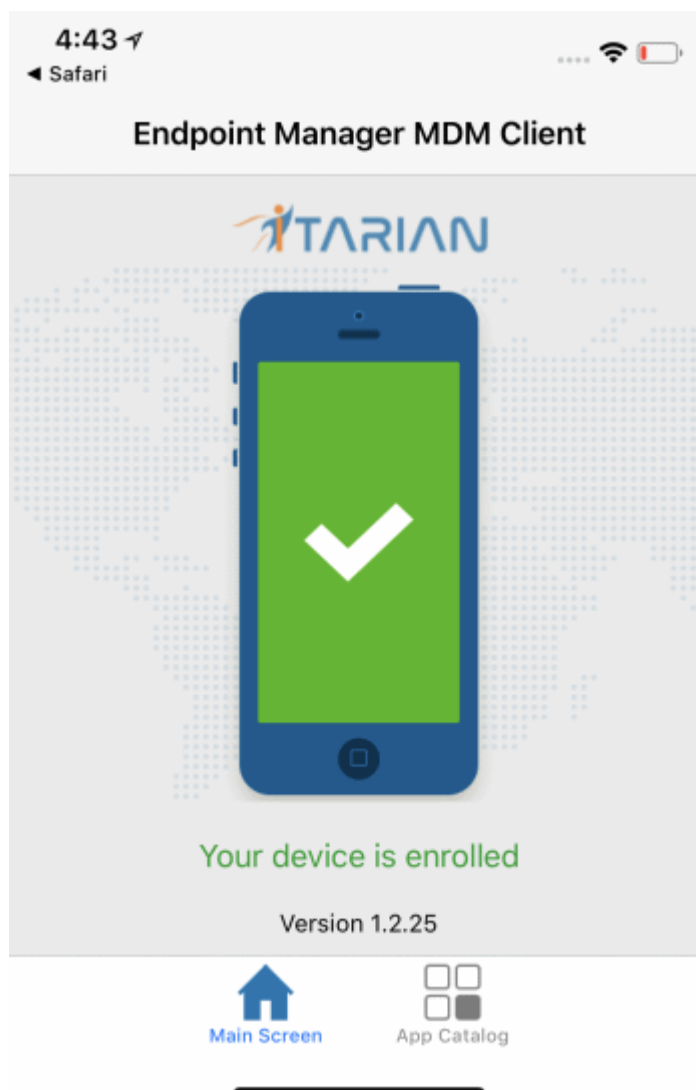 4:43
◀ Safari
Endpoint Manager MDM Client
iTARIAN
Your device is enrolled
Version 1.2.25
Main Screen
App Catalog